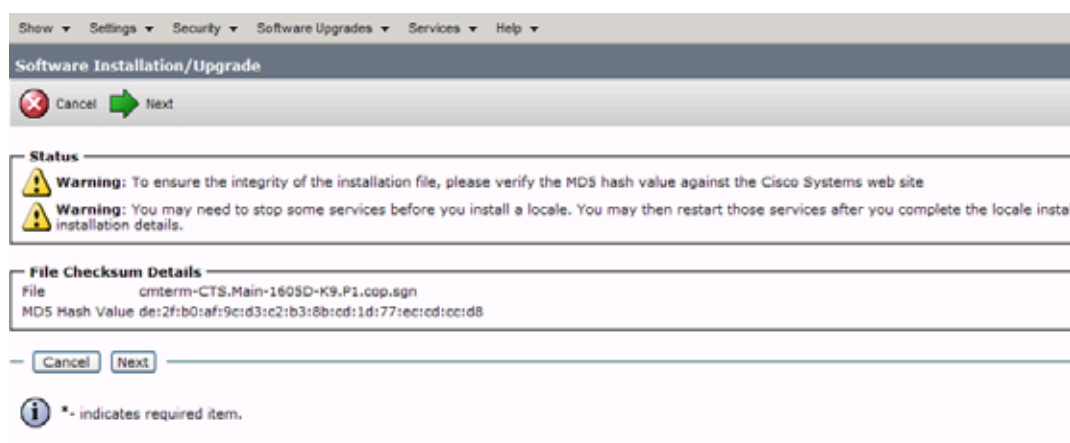 Show Settings Security Software Upgrades Services Help
Software Installation/Upgrade
Cancel Next
Status
Warning: To ensure the integrity of the installation file, please verify the MD5 hash value against the Cisco Systems web site
Warning: You may need to stop some services before you install a locale. You may then restart those services after you complete the locale insta
installation details.
File Checksum Details
File cmterm-CTS.Main-1605D-K9.P1.cop.sgn
MD5 Hash Value de:2f:b0:af:9c:d3:c2:b3:8b:cd:1d:77:ec:cd:cc:d8
Cancel Next
*- indicates required item.